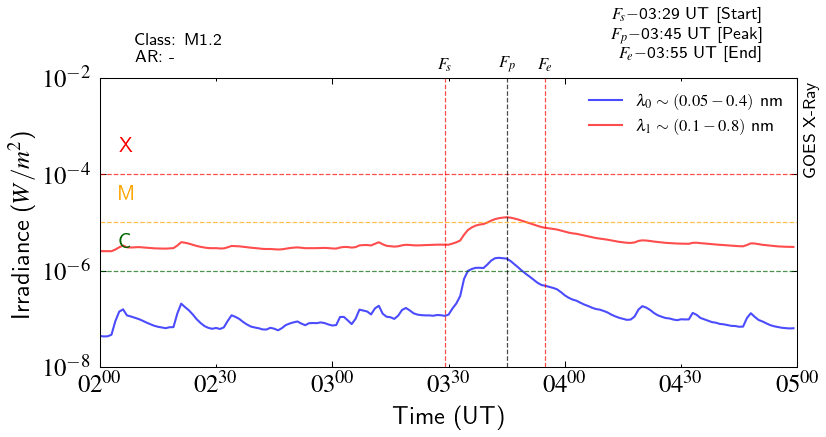 F_s−03:29 UT [Start]
Class: M1.2
F_p−03:45 UT [Peak]
AR: -
F_e−03:55 UT [End]
F_s F_p F_e
10^−2
λ_0 ∼ (0.05 − 0.4) nm
λ_1 ∼ (0.1 − 0.8) nm
GOES X-Ray
X
10^−4
M
C
10^−6
10^−8
Irradiance (W/m^2)
02^00 02^30 03^00 03^30 04^00 04^30 05^00
Time (UT)